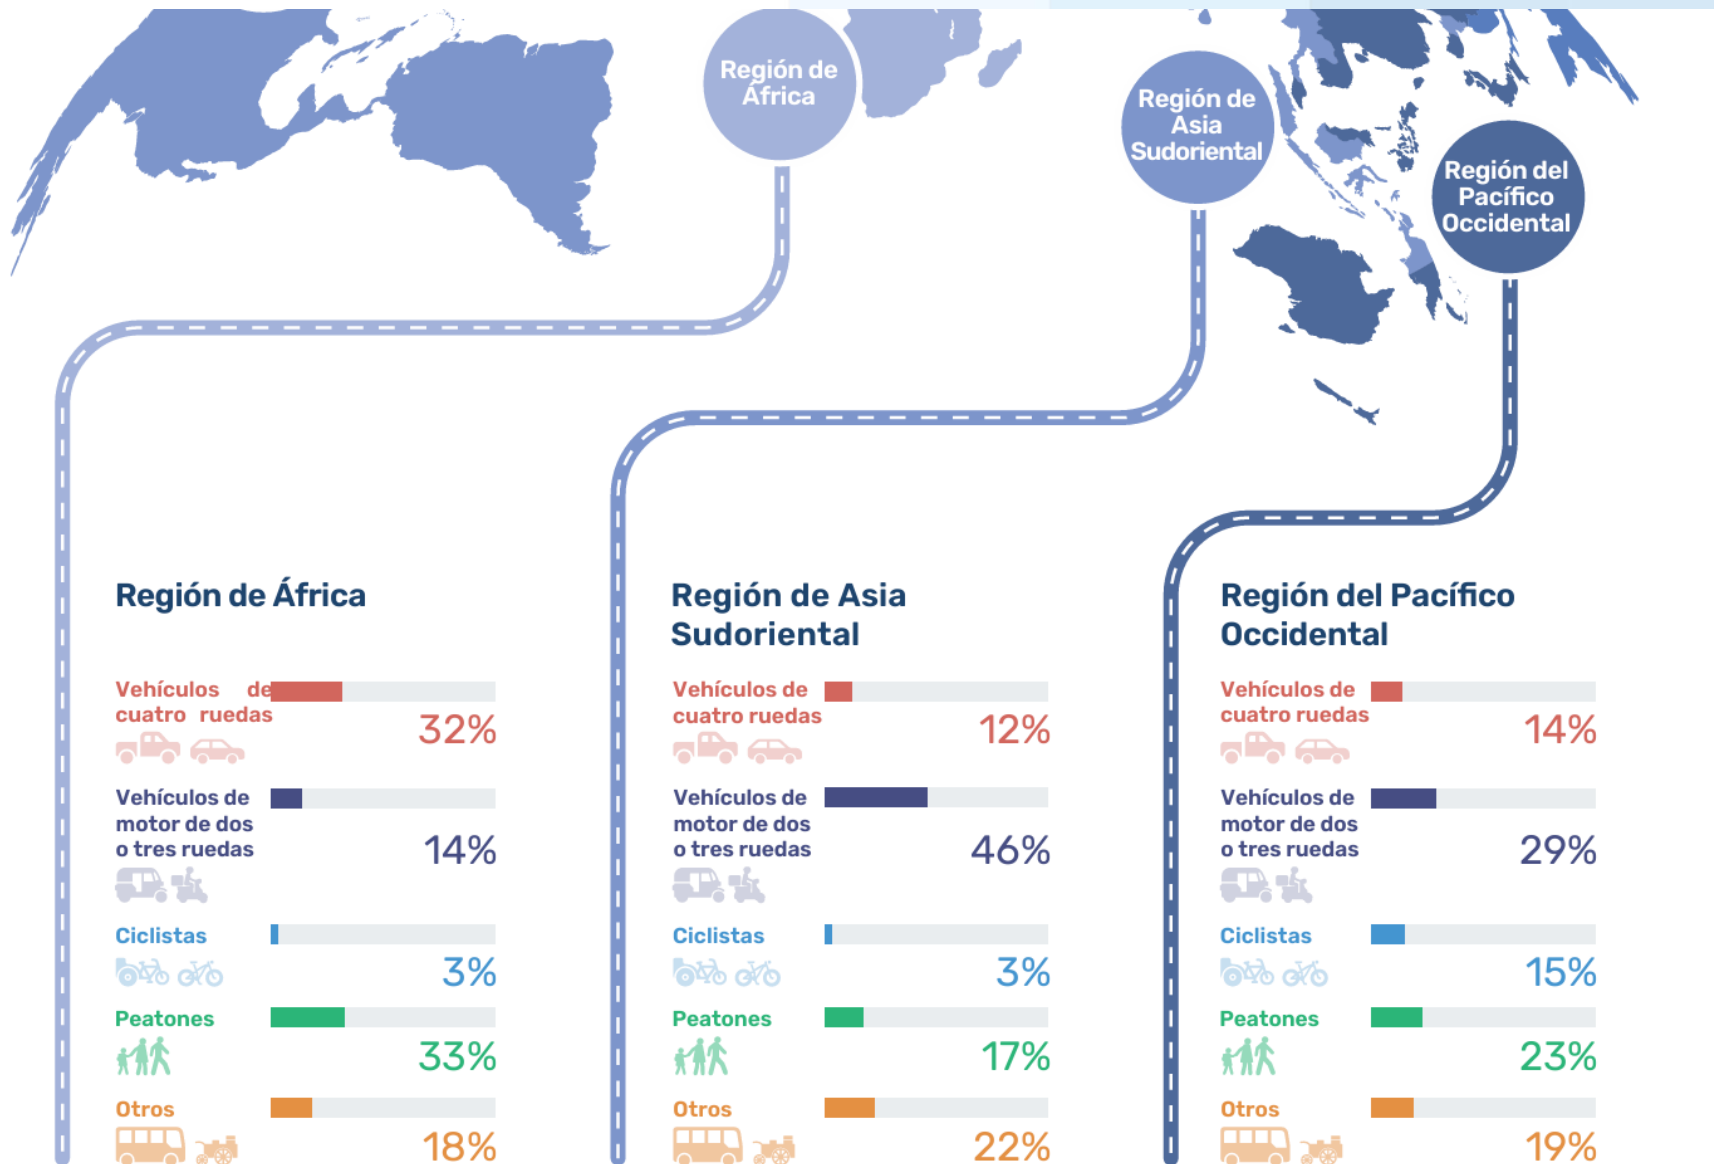 Región de
África
Región de
Asia
Sudoriental
Región del
Pacífico
Occidental
Región de África
Vehículos de
cuatro ruedas
32%
Vehículos de
motor de dos
o tres ruedas
14%
Ciclistas
3%
Peatones
33%
Otros
18%
Región de Asia
Sudoriental
Vehículos de
cuatro ruedas
12%
Vehículos de
motor de dos
o tres ruedas
46%
Ciclistas
3%
Peatones
17%
Otros
22%
Región del Pacífico
Occidental
Vehículos de
cuatro ruedas
14%
Vehículos de
motor de dos
o tres ruedas
29%
Ciclistas
15%
Peatones
23%
Otros
19%